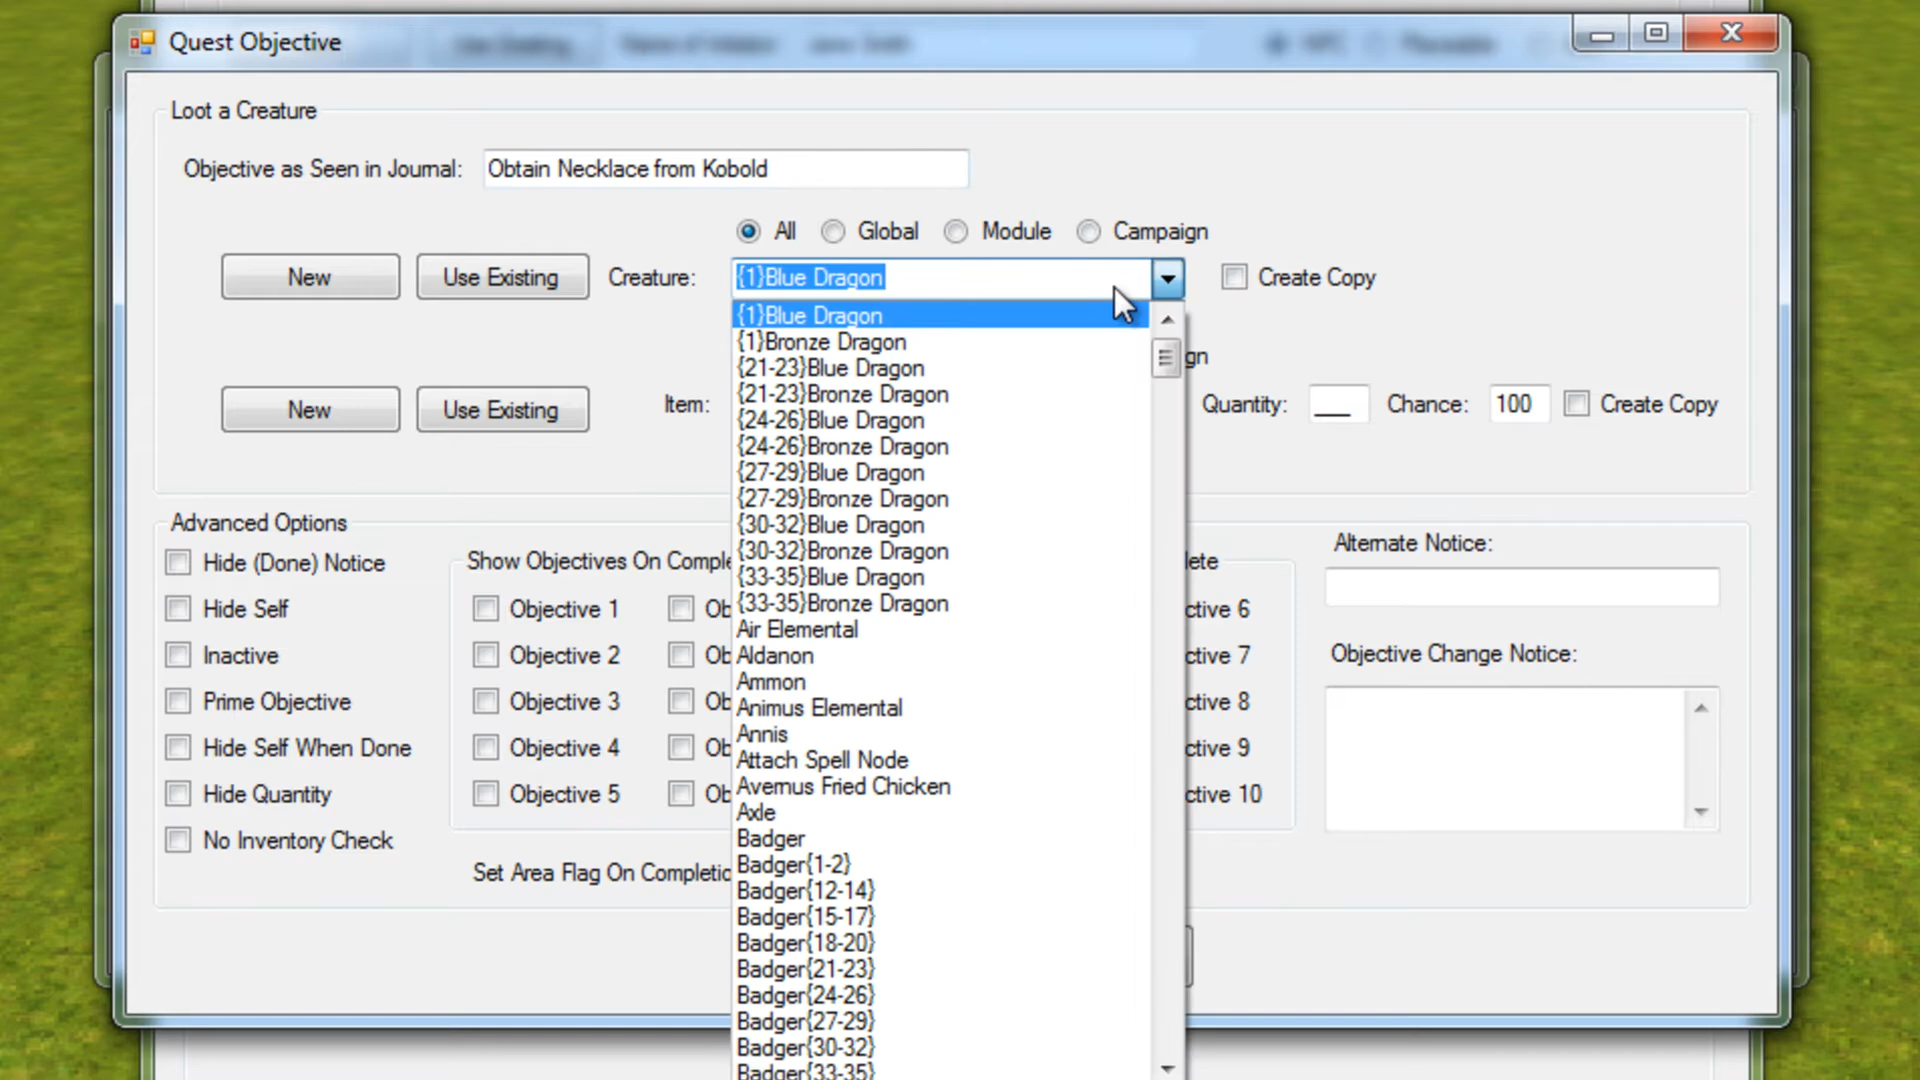 Quest Objective
Loot a Creature
Objective as Seen in Journal: Obtain Necklace from Kobold
All Global Module Campaign
New Use Existing Creature: {1}Blue Dragon Create Copy
{1}Blue Dragon
{1}Bronze Dragon
{21-23}Blue Dragon
{21-23}Bronze Dragon
{24-26}Blue Dragon
{24-26}Bronze Dragon
{27-29}Blue Dragon
{27-29}Bronze Dragon
{30-32}Blue Dragon
{30-32}Bronze Dragon
{33-35}Blue Dragon
{33-35}Bronze Dragon
Air Elemental
Aldanon
Ammon
Animus Elemental
Annis
Attach Spell Node
Avernus Fried Chicken
Axle
Badger
Badger{1-2}
Badger{12-14}
Badger{15-17}
Badger{18-20}
Badger{21-23}
Badger{24-26}
Badger{27-29}
Badger{30-32}
Badger{33-35}
gn
New Use Existing Item: Quantity: ___ Chance: 100 Create Copy
Advanced Options
Hide (Done) Notice
Hide Self
Inactive
Prime Objective
Hide Self When Done
Hide Quantity
No Inventory Check
Show Objectives On Comple lete
Objective 1 Ob ctive 6
Objective 2 Ob ctive 7
Objective 3 Ob ctive 8
Objective 4 Ob ctive 9
Objective 5 Ob ctive 10
Set Area Flag On Completio
Alternate Notice:
Objective Change Notice: